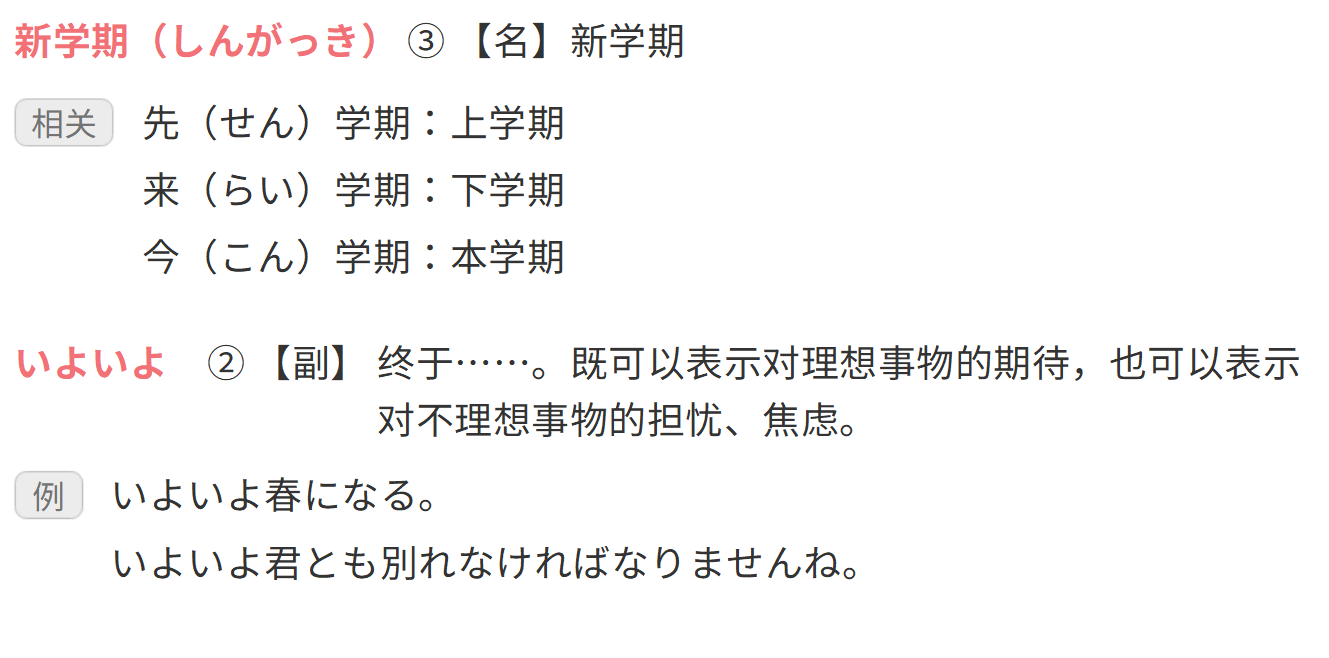 新学期（しんがっき）③【名】新学期
相关 先（せん）学期：上学期
来（らい）学期：下学期
今（こん）学期：本学期
いよいよ ②【副】终于……。既可以表示对理想事物的期待，也可以表示
对不理想事物的担忧、焦虑。
例 いよいよ春になる。
いよいよ君とも別れなければなりませんね。